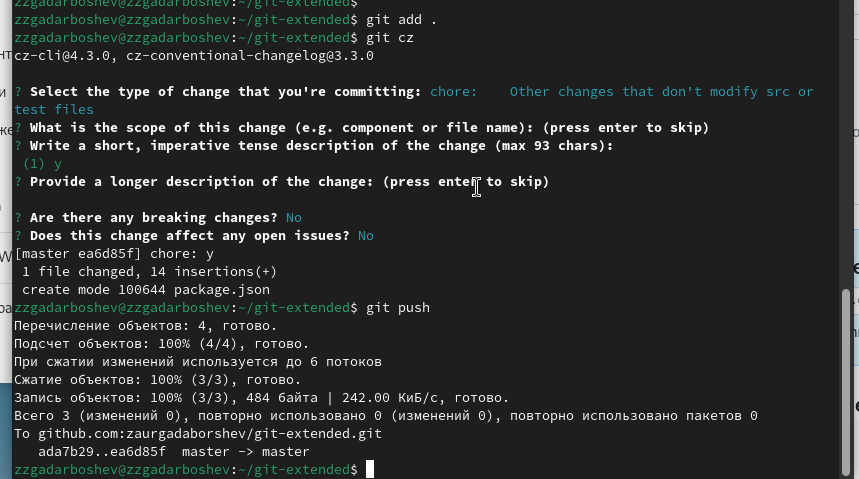 zzgadarboshev@zzgadarboshev:~/git-extended$
zzgadarboshev@zzgadarboshev:~/git-extended$ git add .
zzgadarboshev@zzgadarboshev:~/git-extended$ git cz
cz-cli@4.3.0, cz-conventional-changelog@3.3.0
? Select the type of change that you're committing: chore:    Other changes that don't modify src or
test files
? What is the scope of this change (e.g. component or file name): (press enter to skip)
? Write a short, imperative tense description of the change (max 93 chars):
(1) y
? Provide a longer description of the change: (press enter to skip)
? Are there any breaking changes? No
? Does this change affect any open issues? No
[master ea6d85f] chore: y
1 file changed, 14 insertions(+)
create mode 100644 package.json
zzgadarboshev@zzgadarboshev:~/git-extended$ git push
Перечисление объектов: 4, готово.
Подсчет объектов: 100% (4/4), готово.
При сжатии изменений используется до 6 потоков
Сжатие объектов: 100% (3/3), готово.
Запись объектов: 100% (3/3), 484 байта | 242.00 КиБ/с, готово.
Всего 3 (изменений 0), повторно использовано 0 (изменений 0), повторно использовано пакетов 0
To github.com:zaurgadaborshev/git-extended.git
ada7b29..ea6d85f  master -> master
zzgadarboshev@zzgadarboshev:~/git-extended$